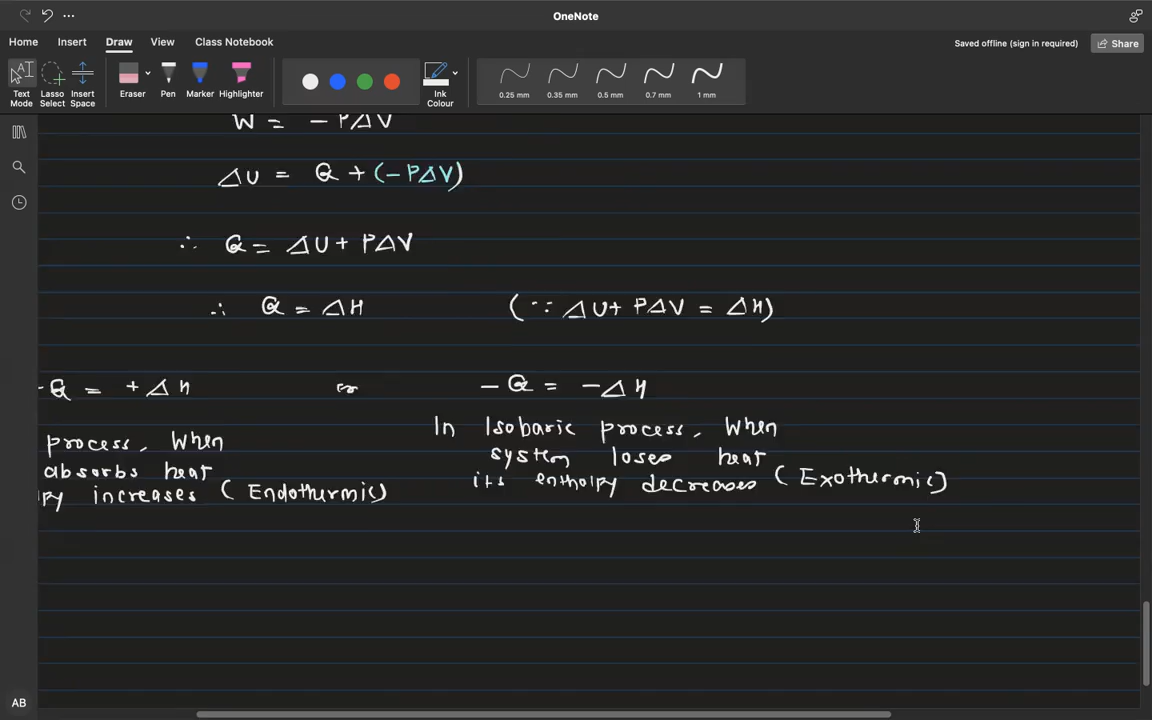 OneNote
Home Insert Draw View Class Notebook
Saved offline (sign in required) Share
Text Mode
Lasso Select
Insert Space
Eraser
Pen
Marker
Highlighter
Ink Colour
0.25 mm 0.35 mm 0.5 mm 0.7 mm 1 mm
W = - PΔV
ΔU = Q + (-PΔV)
∴ Q = ΔU + PΔV
∴ Q = ΔH (∵ ΔU + PΔV = ΔH)
-Q = +ΔH or -Q = -ΔH
process, When
absorbs heat
py increases (Endothermic)
In Isobaric process, When
system loses heat
its enthalpy decreases (Exothermic)
AB